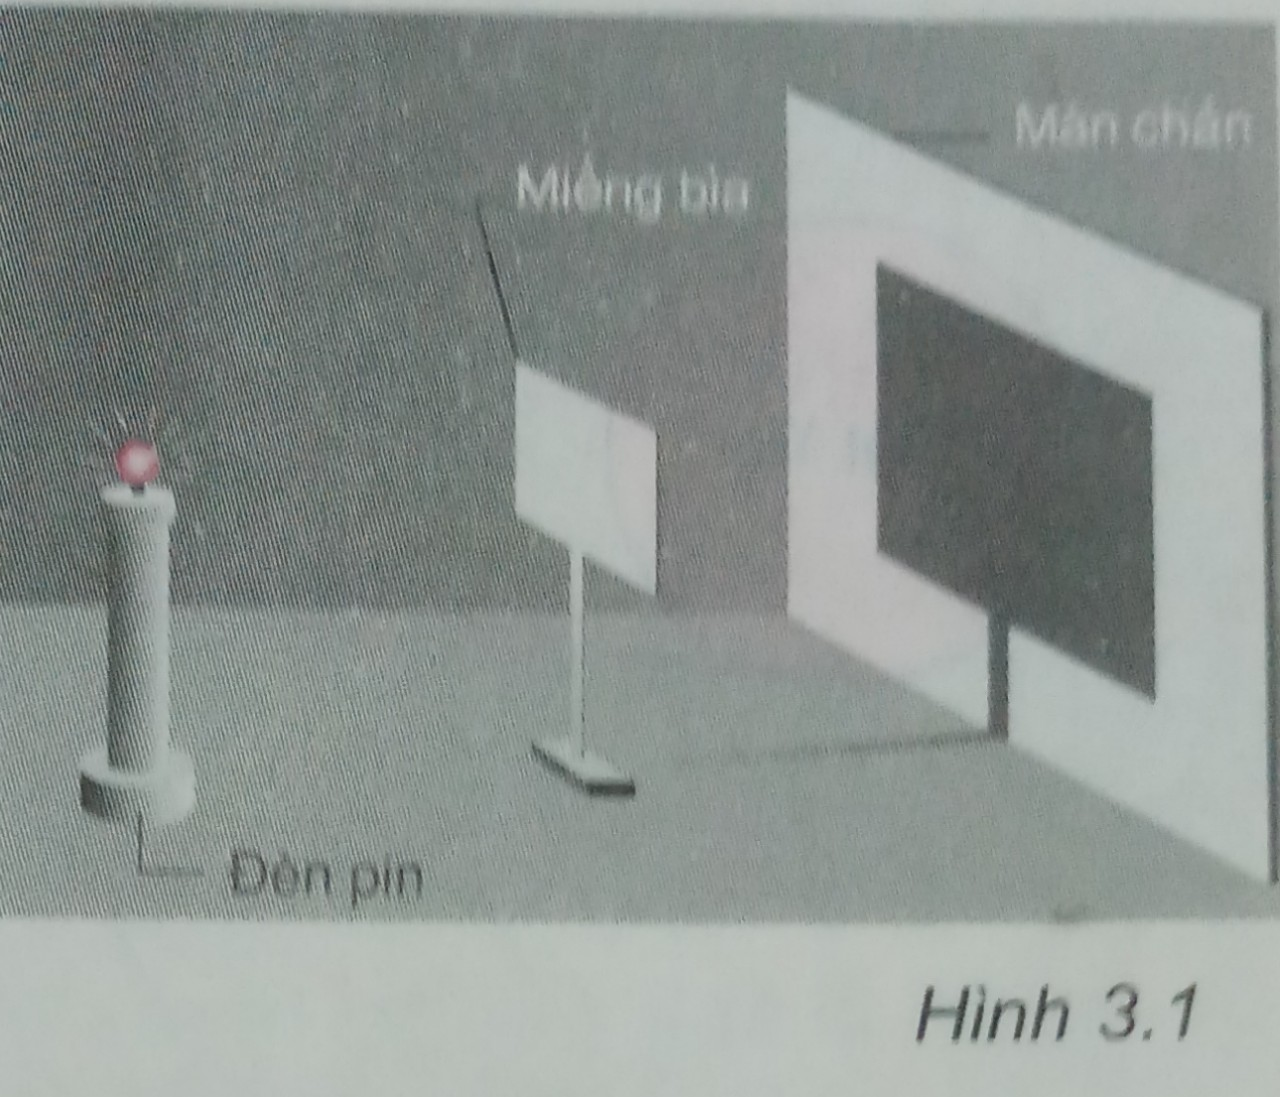 Màn chắn
Miếng bìa
Đèn pin
Hình 3.1